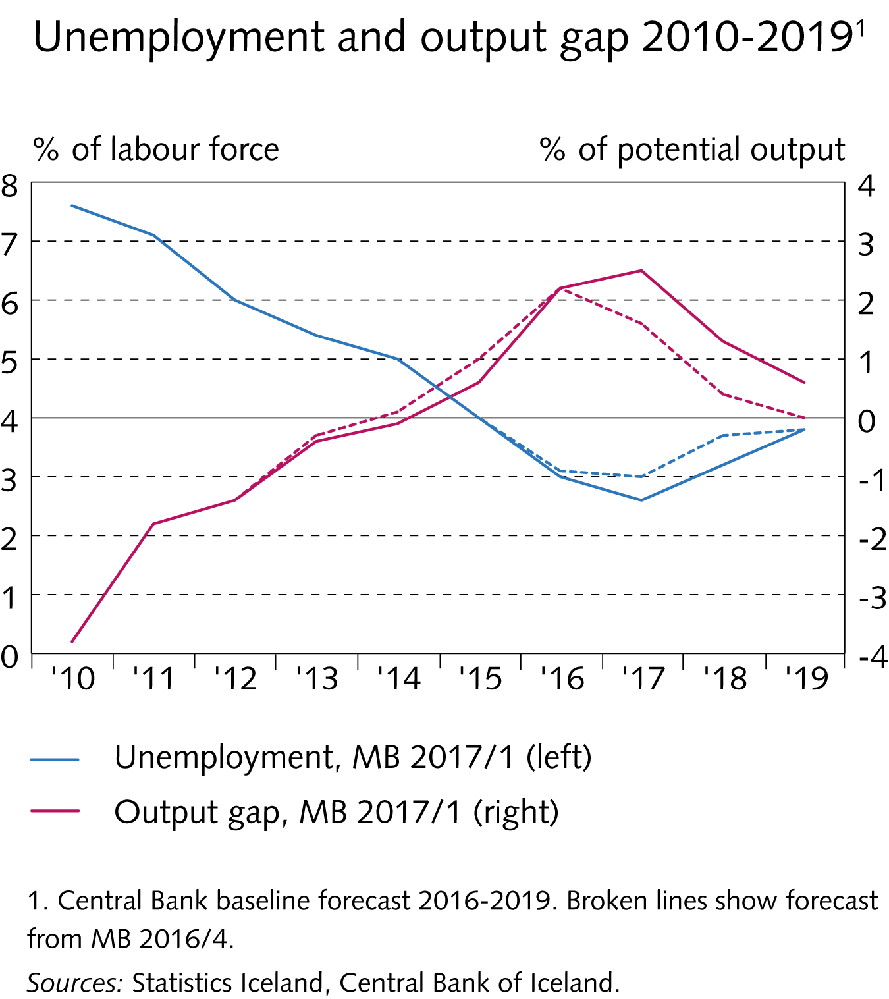 Unemployment and output gap 2010-2019¹
% of labour force
% of potential output
8
7
6
5
4
3
2
1
0
4
3
2
1
0
-1
-2
-3
-4
'10 '11 '12 '13 '14 '15 '16 '17 '18 '19
Unemployment, MB 2017/1 (left)
Output gap, MB 2017/1 (right)
1. Central Bank baseline forecast 2016-2019. Broken lines show forecast
from MB 2016/4.
Sources: Statistics Iceland, Central Bank of Iceland.